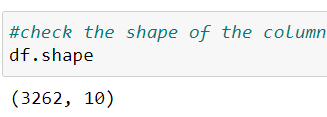 #check the shape of the column
df.shape
(3262, 10)